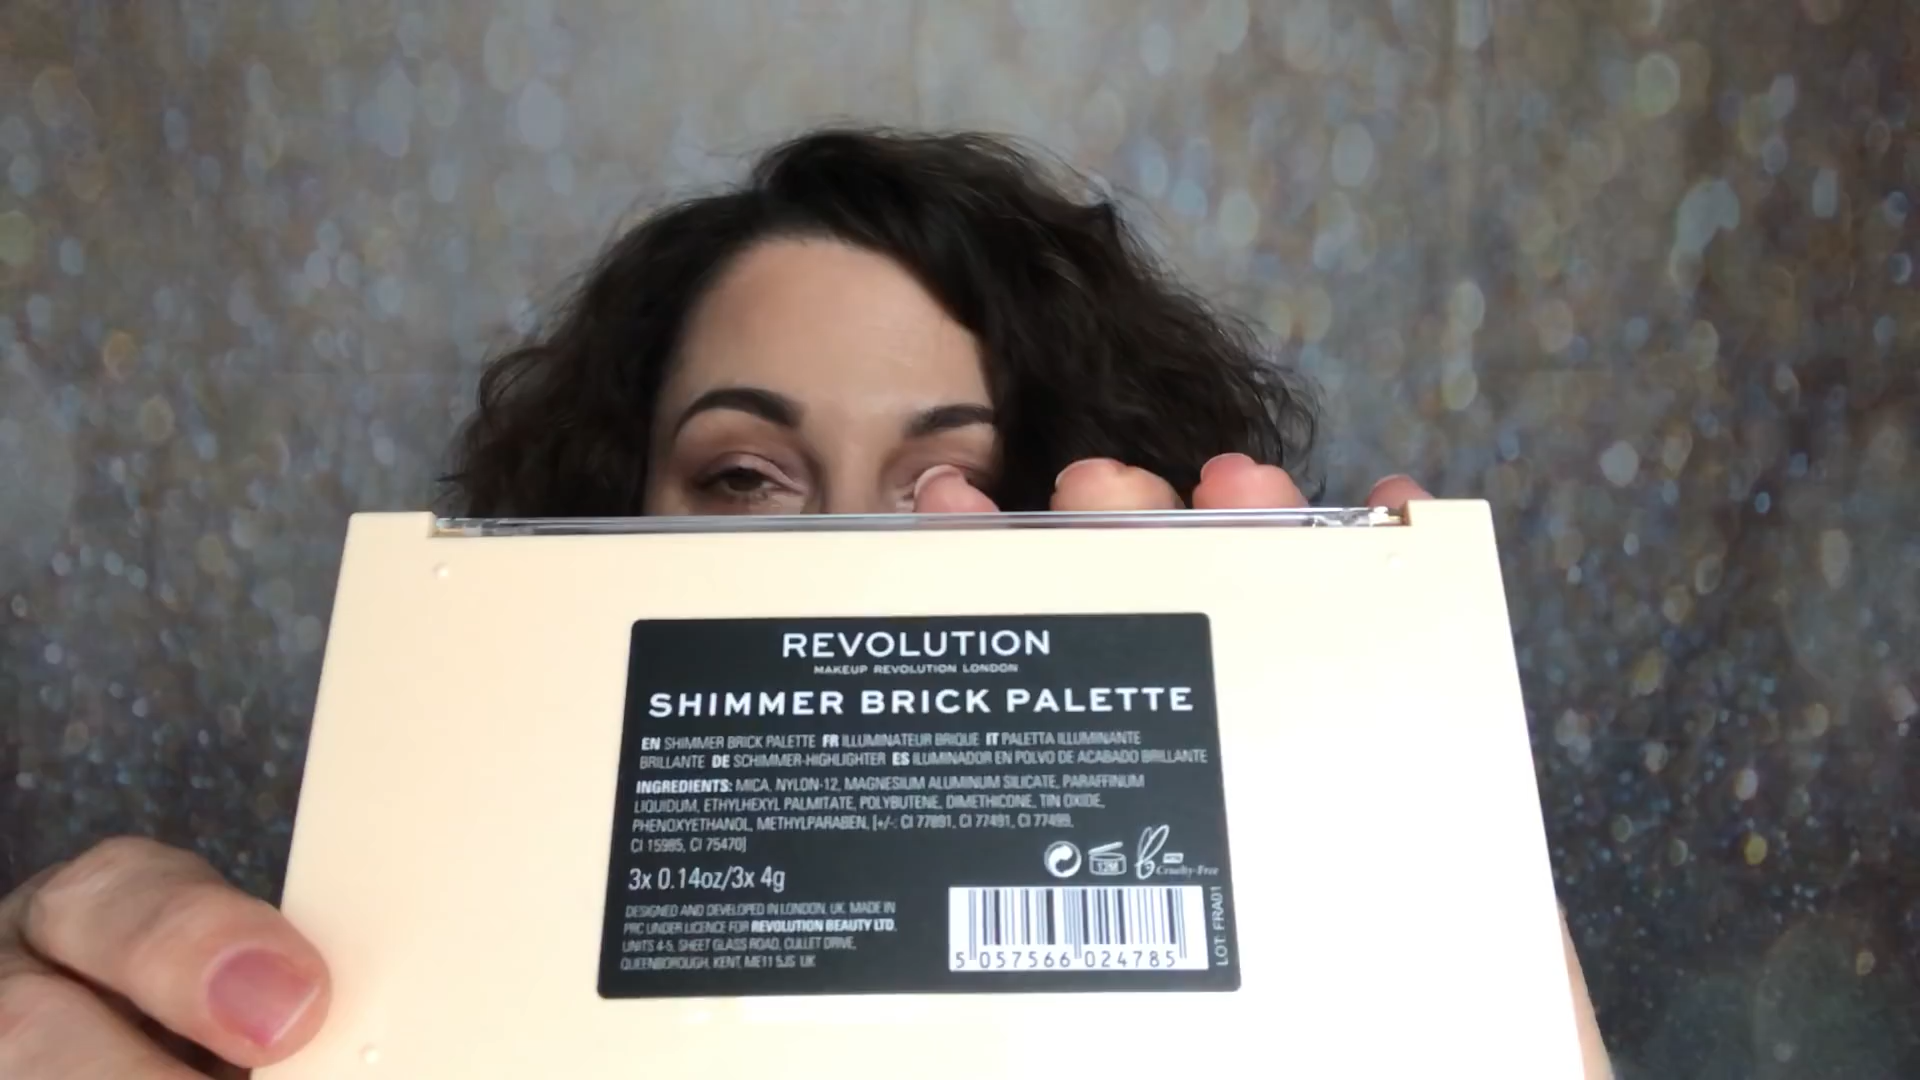 REVOLUTION
MAKEUP REVOLUTION LONDON
SHIMMER BRICK PALETTE
EN SHIMMER BRICK PALETTE FR ILLUMINATEUR BRIQUE IT PALETTA ILLUMINANTE
BRILLANTE DE SCHIMMER-HIGHLIGHTER ES ILUMINADOR EN POLVO DE ACABADO BRILLANTE
INGREDIENTS: MICA, NYLON-12, MAGNESIUM ALUMINUM SILICATE, PARAFFINUM
LIQUIDUM, ETHYLHEXYL PALMITATE, POLYBUTENE, DIMETHICONE, TIN OXIDE,
PHENOXYETHANOL, METHYLPARABEN, [+/-: CI 77891, CI 77491, CI 77499,
CI 15985, CI 75470]
12M
Cruelty-Free
3x 0.14oz/3x 4g
DESIGNED AND DEVELOPED IN LONDON, UK. MADE IN
PRC UNDER LICENCE FOR REVOLUTION BEAUTY LTD.
UNITS 4-5, SHEET GLASS ROAD, CULLET DRIVE,
QUEENBOROUGH, KENT, ME11 5JS UK
5 057566 024785
LOT: FRA01